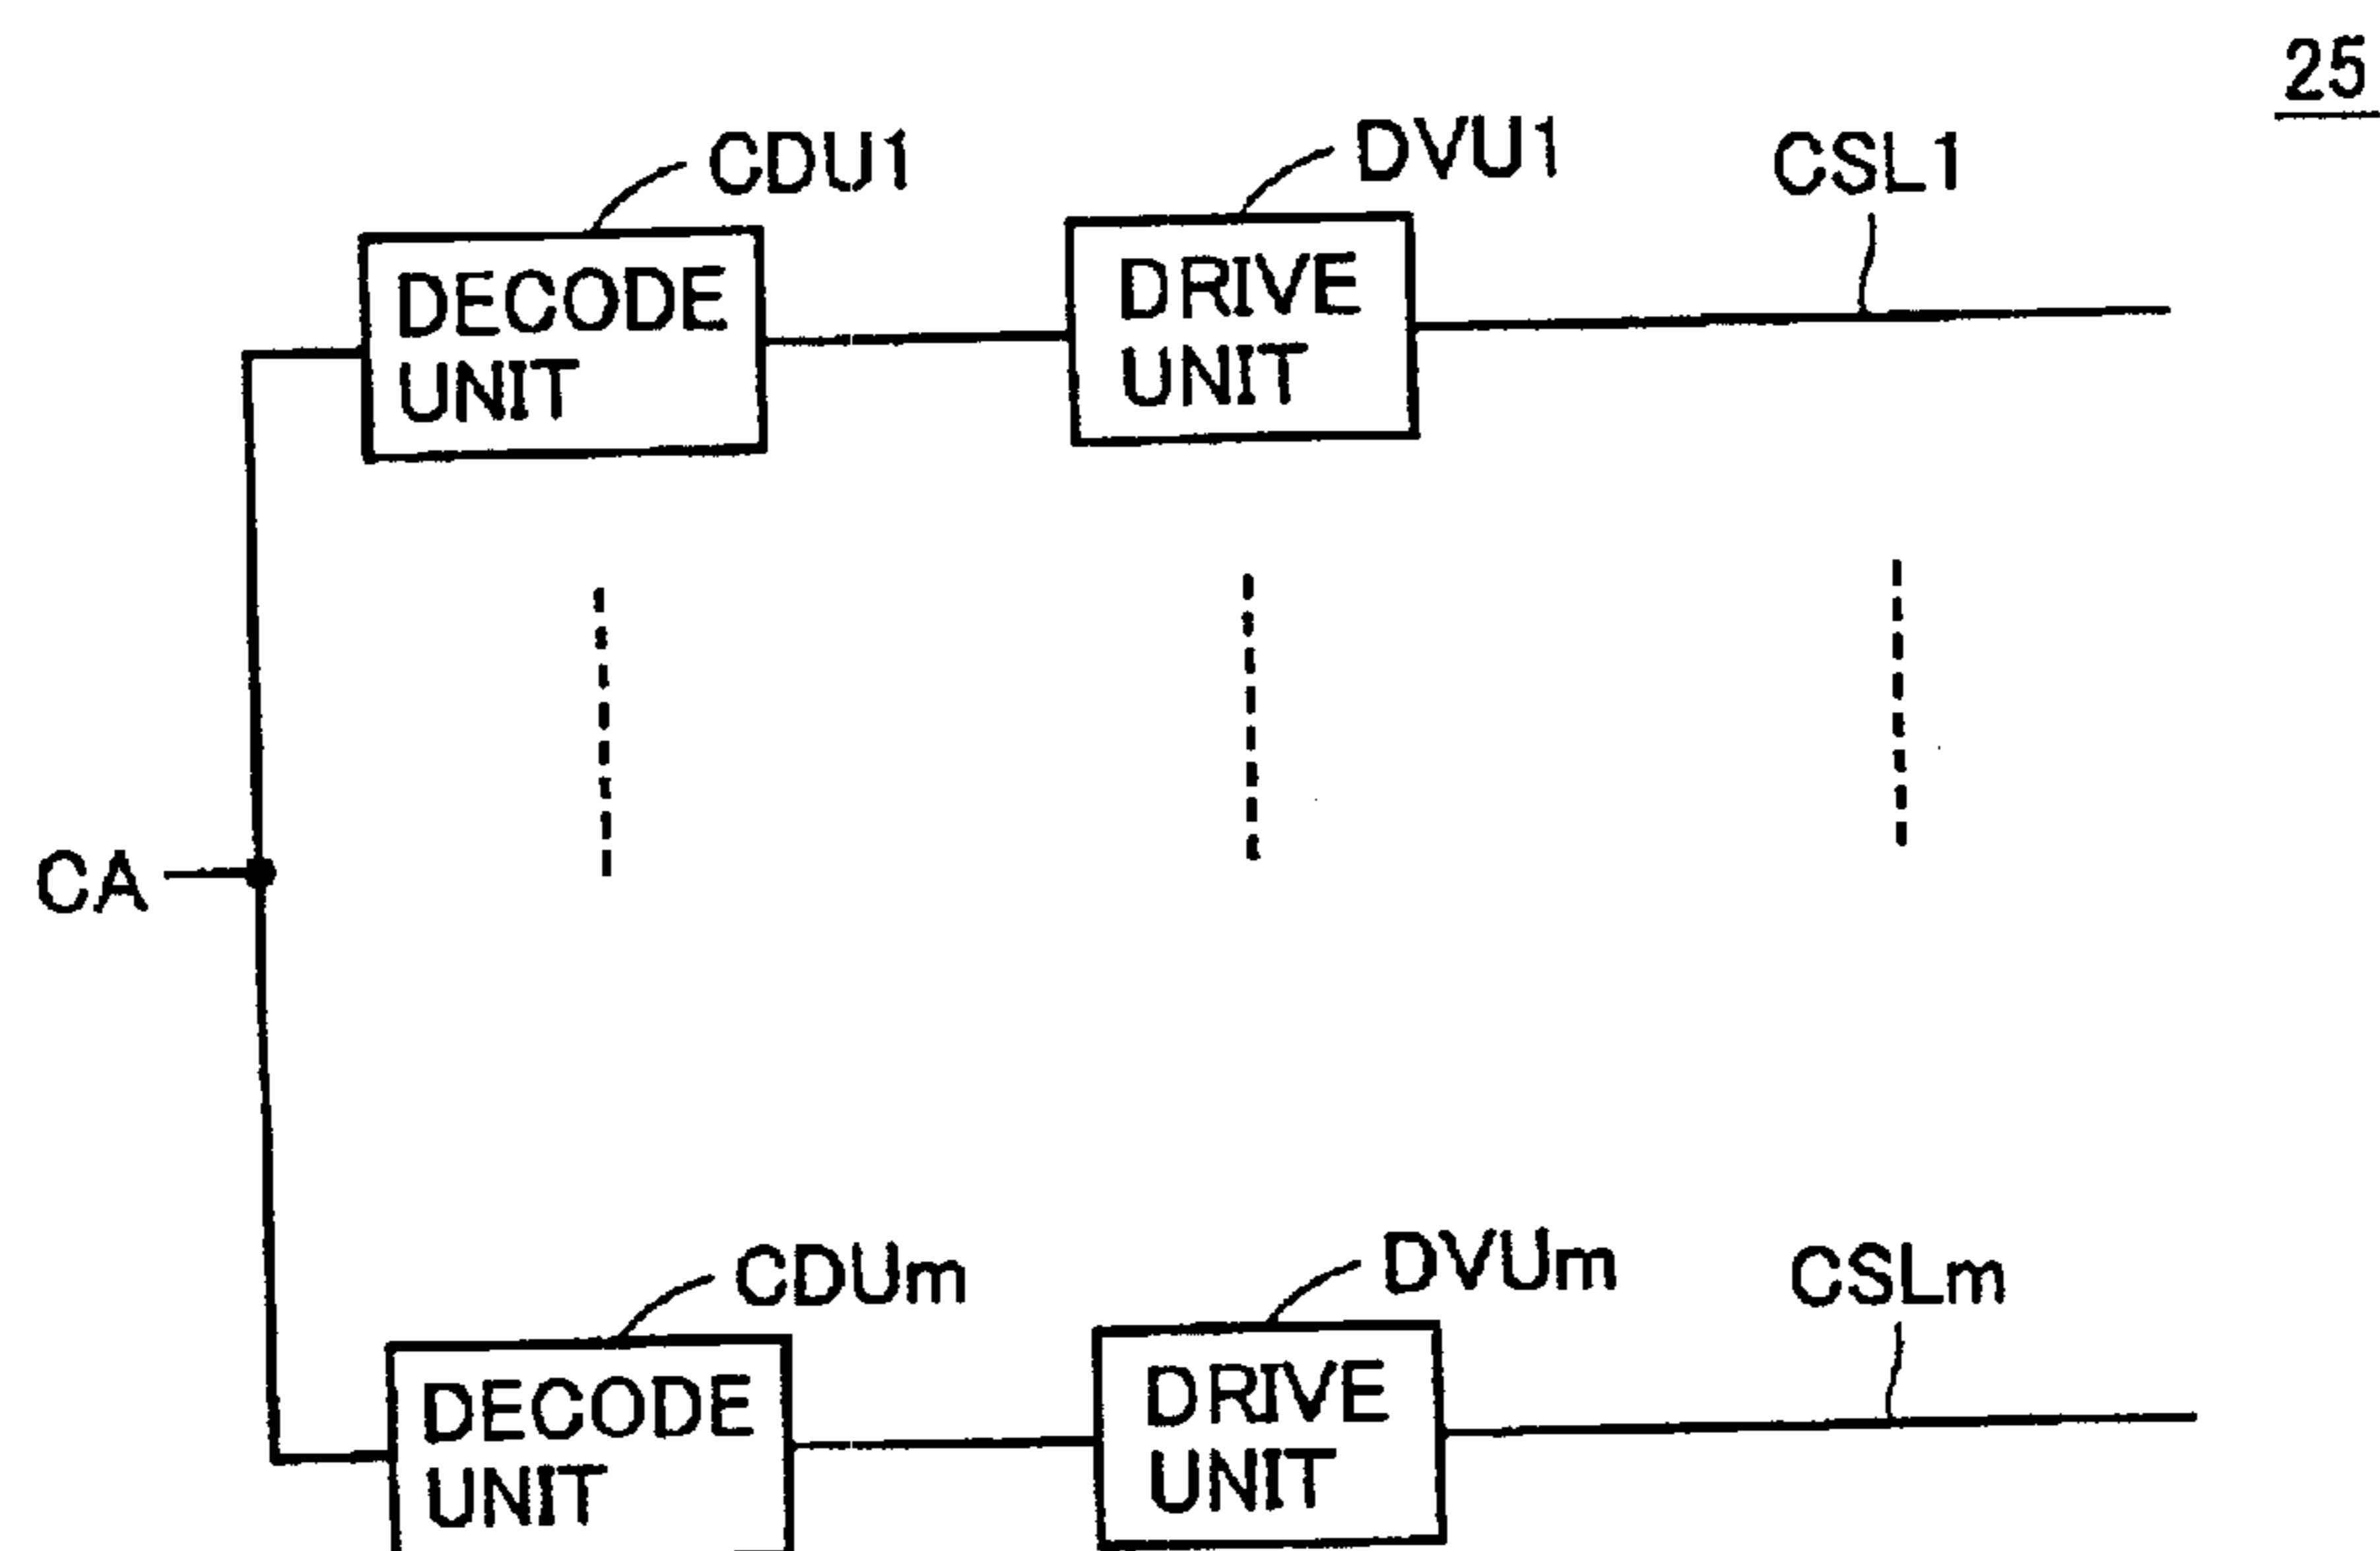 25
CDU1
DVU1
CSL1
DECODE
UNIT
DRIVE
UNIT
CA
CDUm
DVUm
CSLm
DECODE
UNIT
DRIVE
UNIT